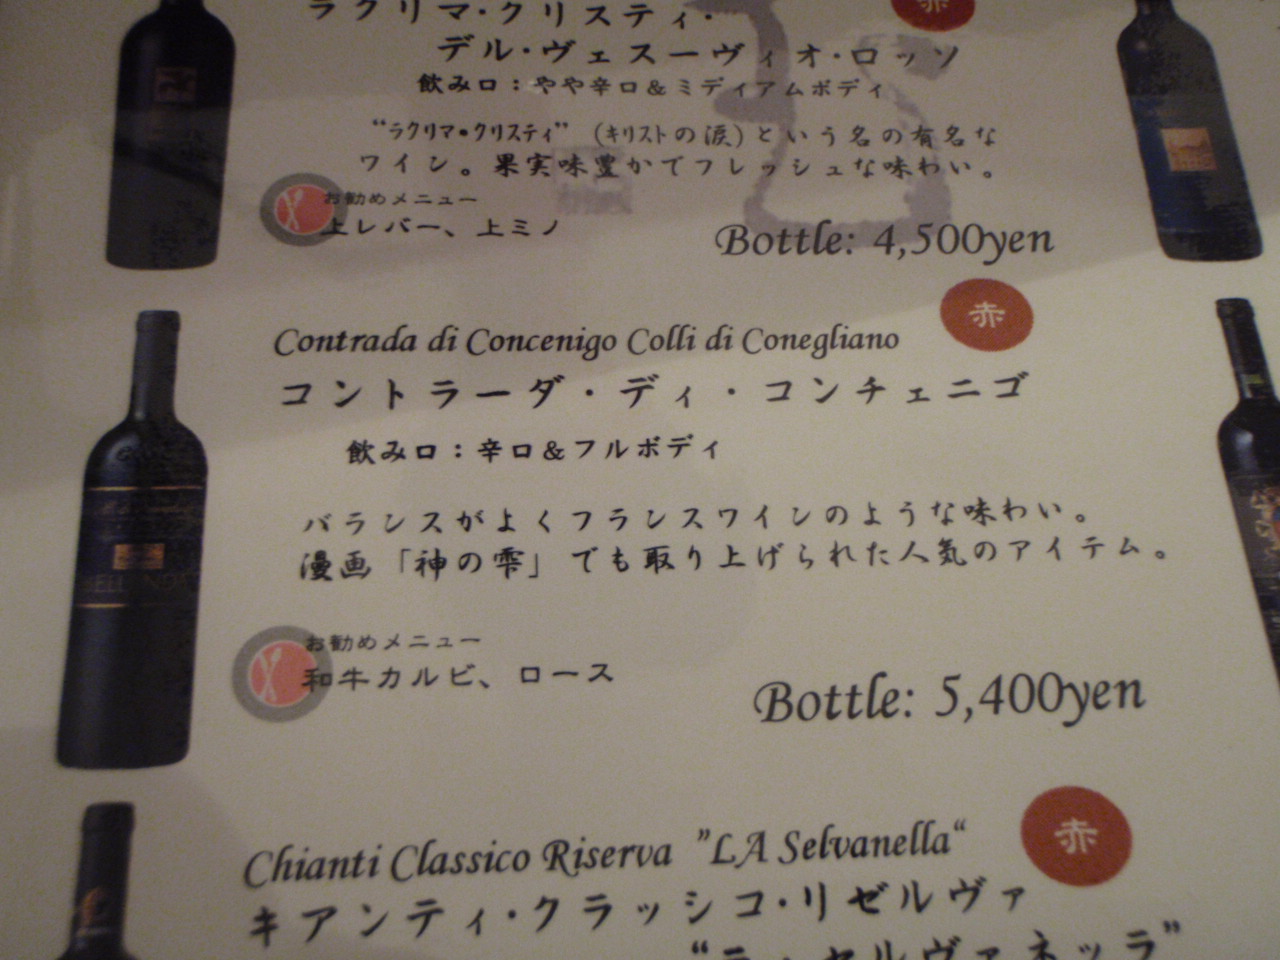 ラクリマ・クリスティ・
デル・ヴェスーヴィオ・ロッソ
飲み口：やや辛口＆ミディアムボディ
“ラクリマ・クリスティ”（キリストの涙）という名の有名な
ワイン。果実味豊かでフレッシュな味わい。
お勧めメニュー
上レバー、上ミノ
Bottle: 4,500yen
Contrada di Concenigo Colli di Conegliano
赤
コントラーダ・ディ・コンチェニゴ
飲み口：辛口＆フルボディ
バランスがよくフランスワインのような味わい。
漫画「神の雫」でも取り上げられた人気のアイテム。
お勧めメニュー
和牛カルビ、ロース
Bottle: 5,400yen
Chianti Classico Riserva ”LA Selvanella“
赤
キアンティ・クラッシコ・リゼルヴァ
“ラ・セルヴァネッラ”